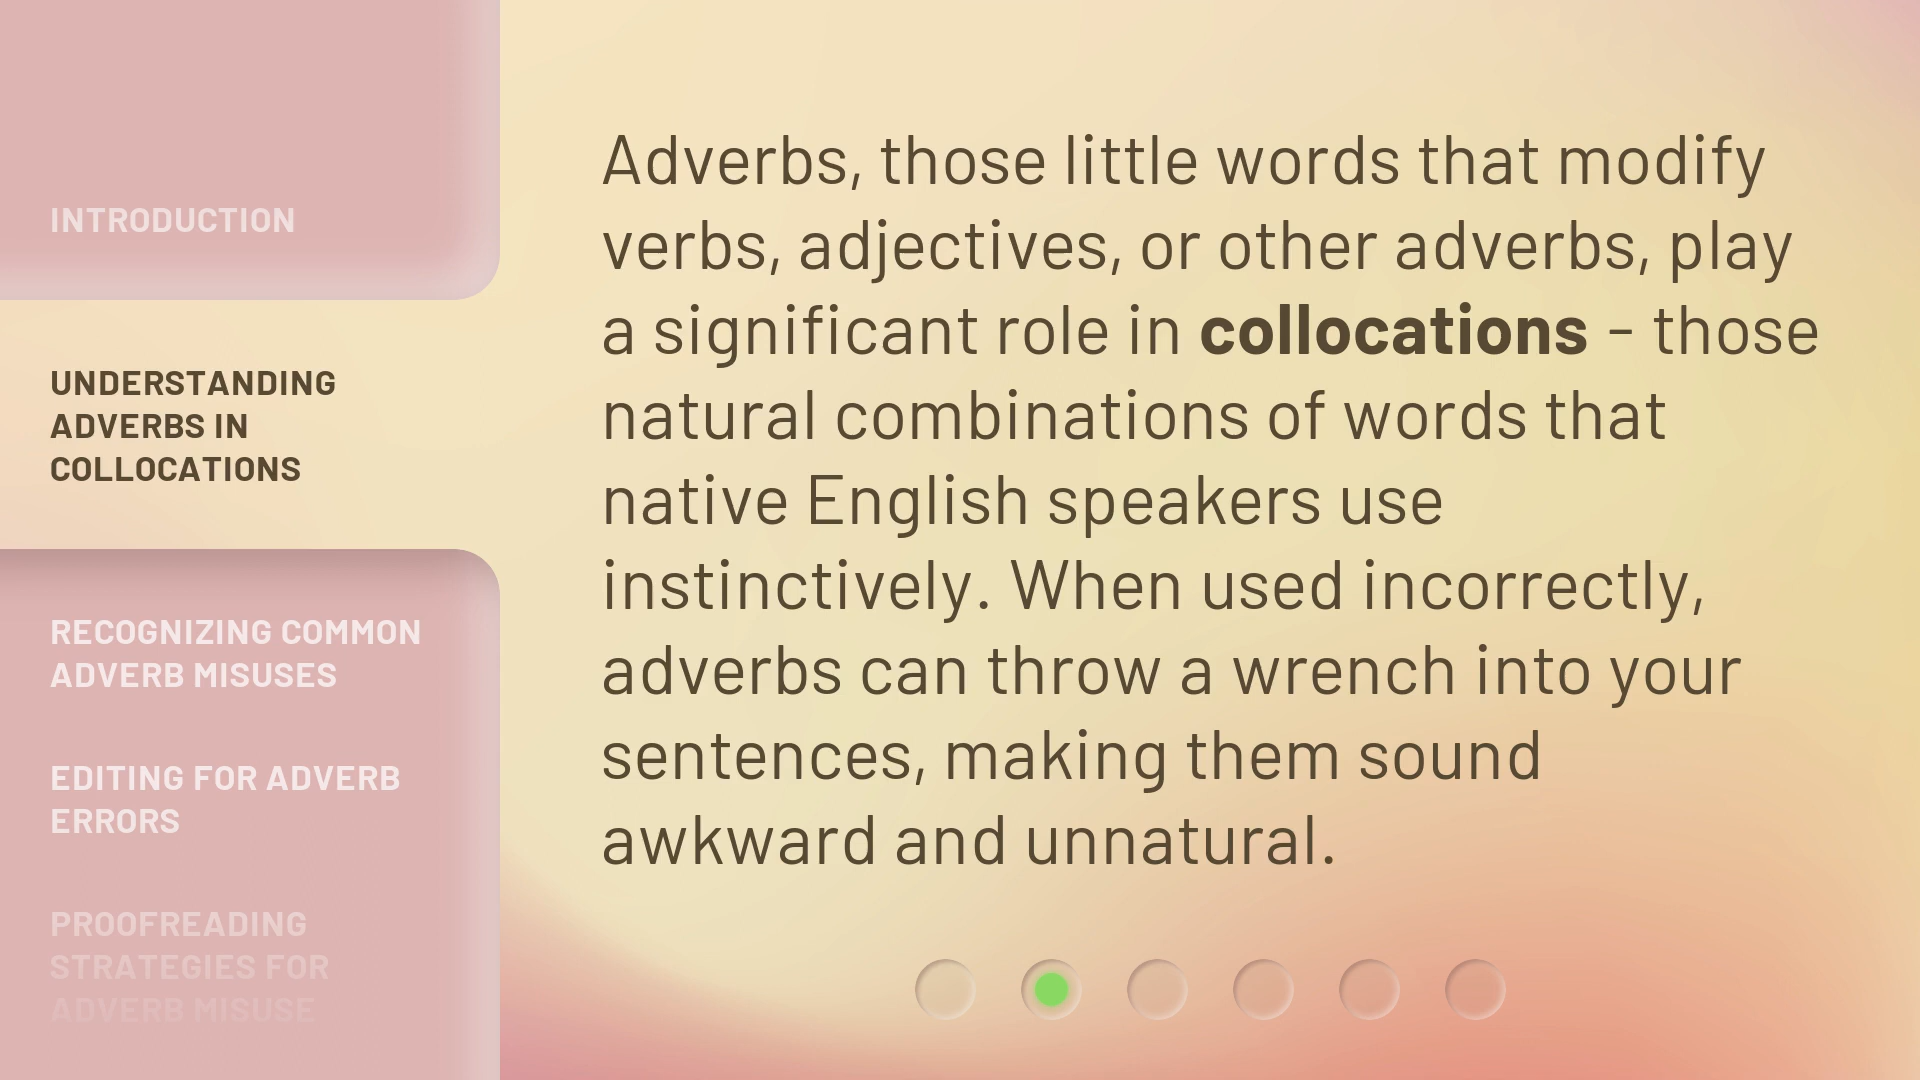 INTRODUCTION
UNDERSTANDING
ADVERBS IN
COLLOCATIONS
RECOGNIZING COMMON
ADVERB MISUSES
EDITING FOR ADVERB
ERRORS
PROOFREADING
STRATEGIES FOR
ADVERB MISUSE
Adverbs, those little words that modify
verbs, adjectives, or other adverbs, play
a significant role in collocations - those
natural combinations of words that
native English speakers use
instinctively. When used incorrectly,
adverbs can throw a wrench into your
sentences, making them sound
awkward and unnatural.